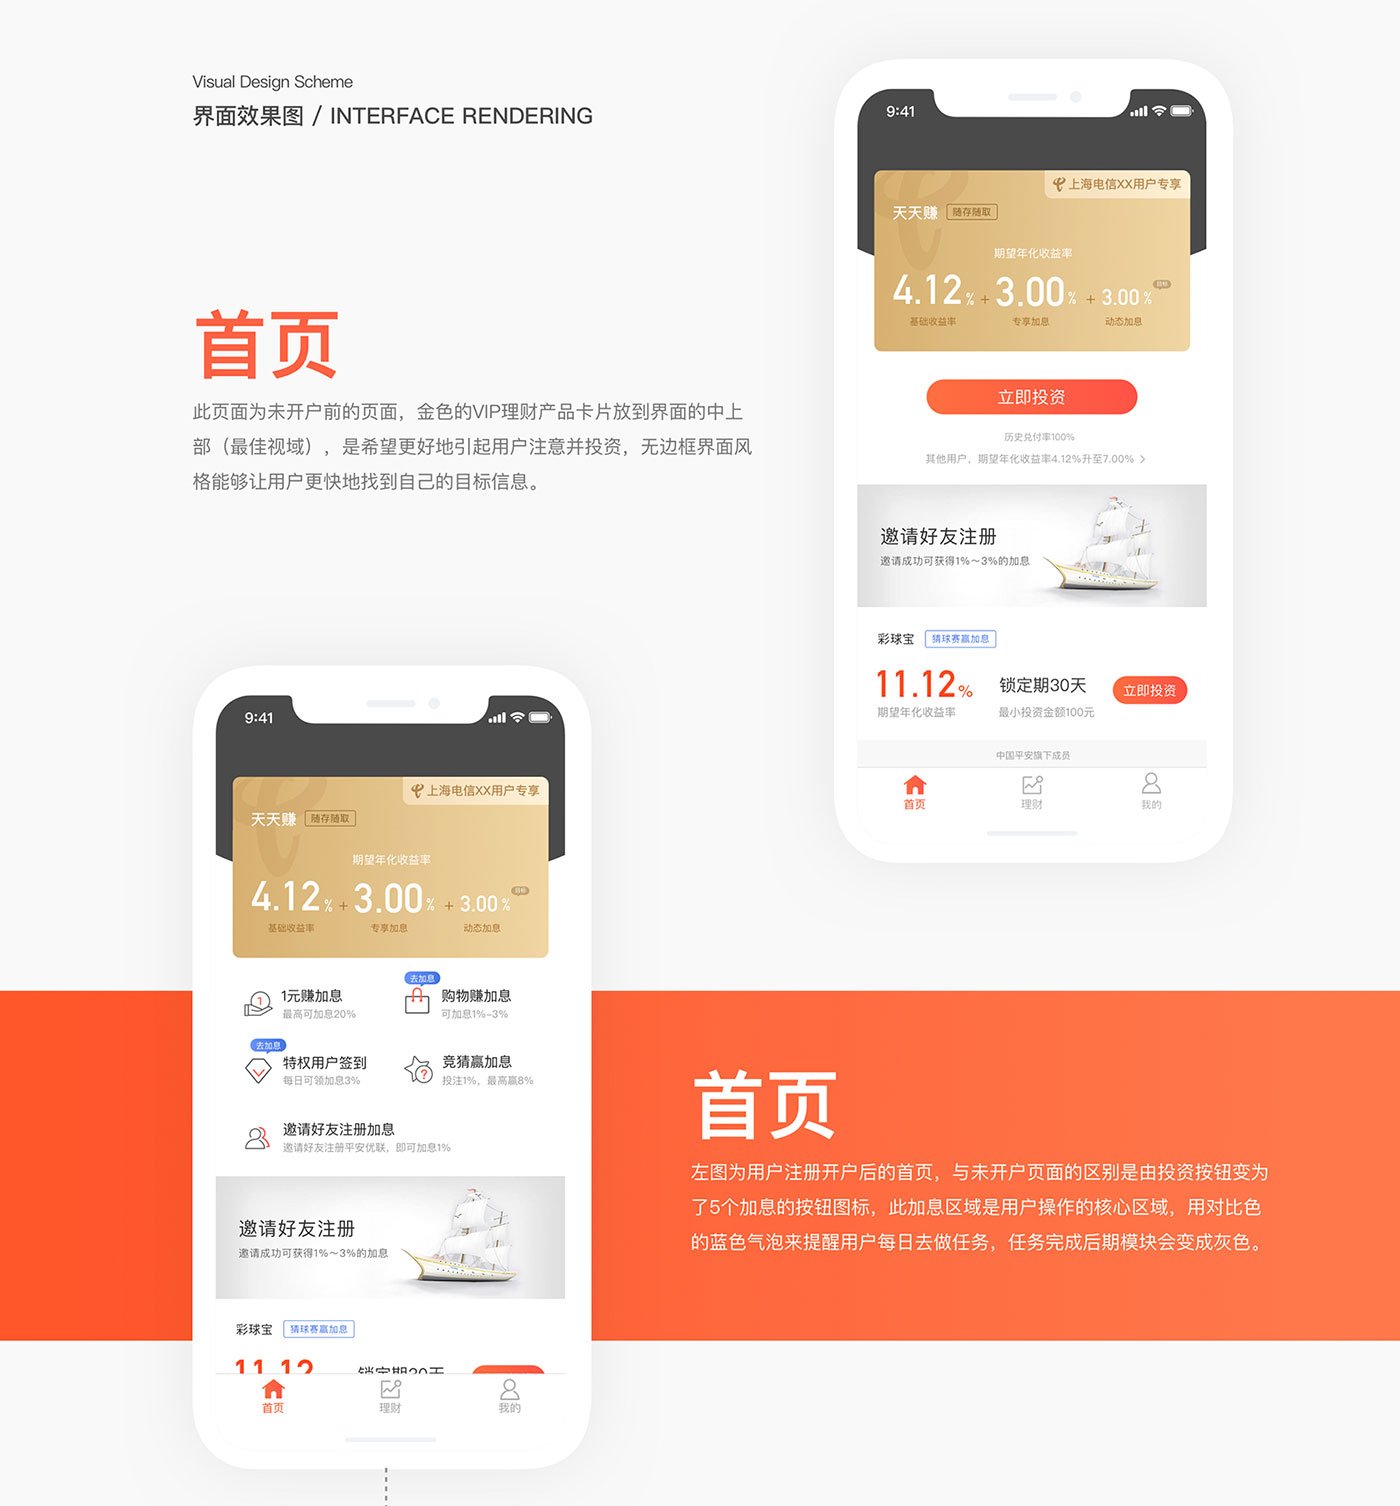 Visual Design Scheme
界面效果图 / INTERFACE RENDERING
首页
此页面为未开户前的页面，金色的VIP理财产品卡片放到界面的中上
部（最佳视域），是希望更好地引起用户注意并投资，无边框界面风
格能够让用户更快地找到自己的目标信息。
9:41
上海电信XX用户专享
天天赚 随存随取
期望年化收益率
4.12% + 3.00% + 3.00% 目标
基础收益率 专享加息 动态加息
立即投资
历史兑付率100%
其他用户，期望年化收益率4.12%升至7.00% >
邀请好友注册
邀请成功可获得1%～3%的加息
彩球宝 猜球赛赢加息
11.12% 锁定期30天 立即投资
期望年化收益率 最小投资金额100元
中国平安旗下成员
首页 理财 我的
9:41
上海电信XX用户专享
天天赚 随存随取
期望年化收益率
4.12% + 3.00% + 3.00% 目标
基础收益率 专享加息 动态加息
去加息
1元赚加息 购物赚加息
最高可加息20% 可加息1%-3%
去加息
特权用户签到 竞猜赢加息
每日可领加息3% 投注1%，最高赢8%
邀请好友注册加息
邀请好友注册平安优联，即可加息1%
邀请好友注册
邀请成功可获得1%～3%的加息
彩球宝 猜球赛赢加息
11.12 锁定期30天
首页 理财 我的
首页
左图为用户注册开户后的首页，与未开户页面的区别是由投资按钮变为
了5个加息的按钮图标，此加息区域是用户操作的核心区域，用对比色
的蓝色气泡来提醒用户每日去做任务，任务完成后期模块会变成灰色。